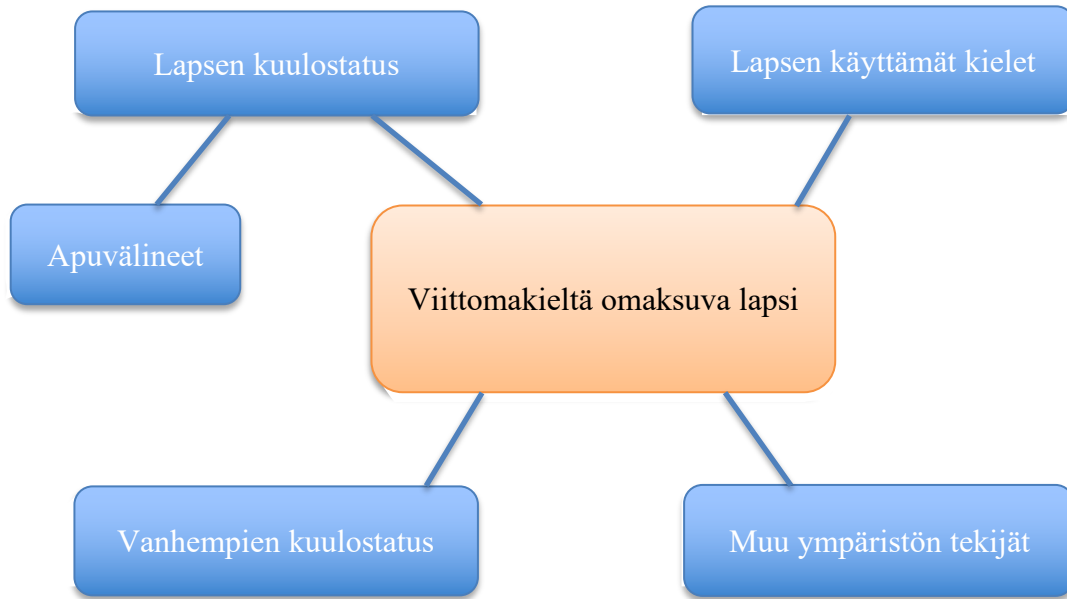 Lapsen kuulostatus
Lapsen käyttämät kielet
Apuvälineet
Viittomakieltä omaksuva lapsi
Vanhempien kuulostatus
Muu ympäristön tekijät